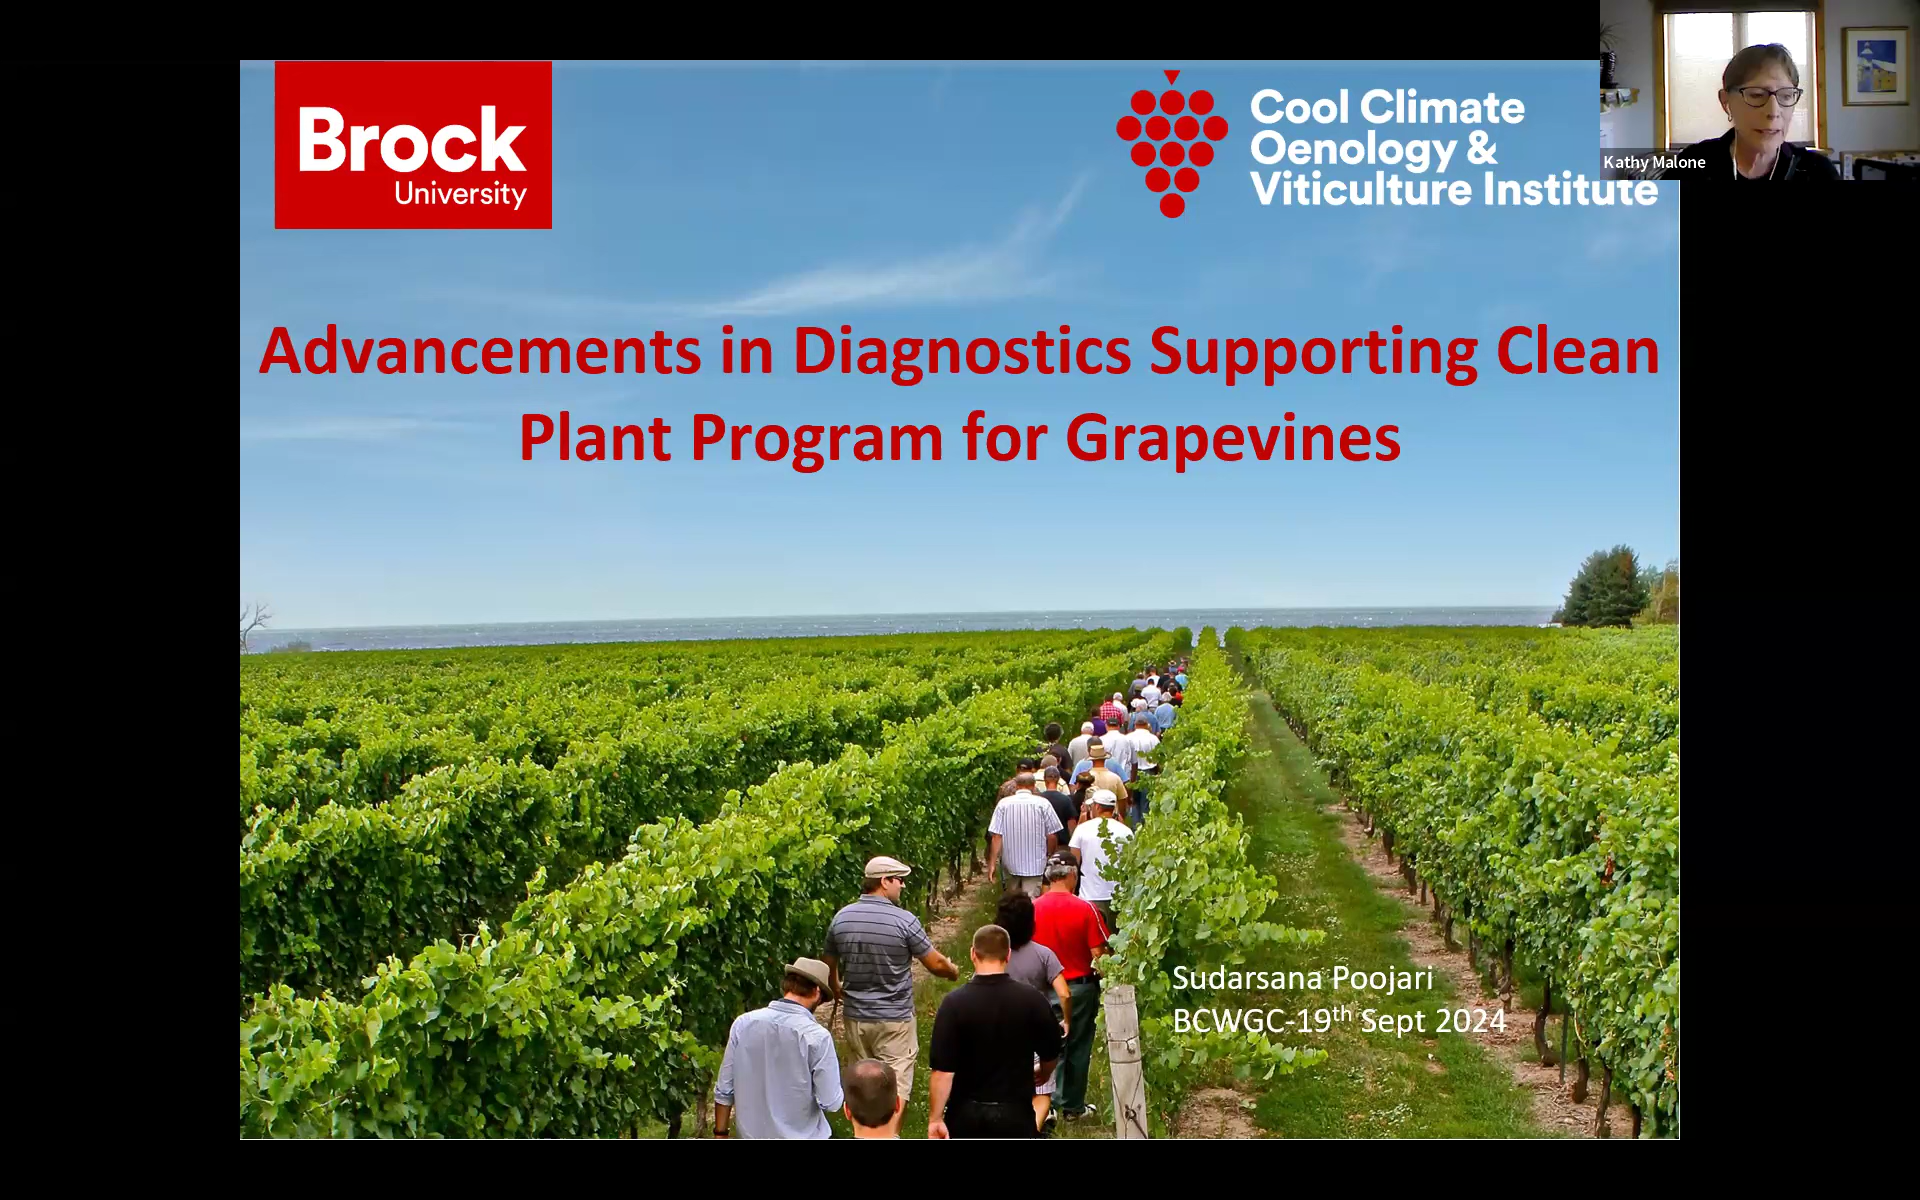 Brock
University
Cool Climate
Oenology &
Viticulture Institute
Kathy Malone
Advancements in Diagnostics Supporting Clean
Plant Program for Grapevines
Sudarsana Poojari
BCWGC-19th Sept 2024